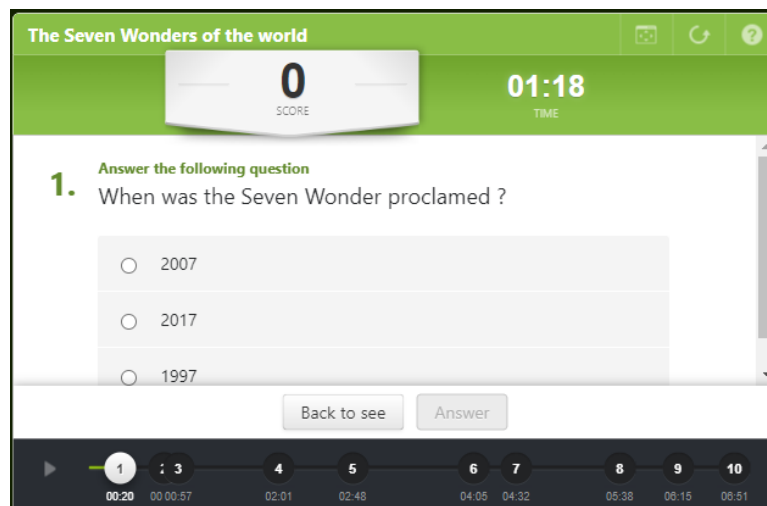 The Seven Wonders of the world
0
SCORE
01:18
TIME
Answer the following question
1.
When was the Seven Wonder proclamed ?
2007
2017
1997
Back to see
Answer
1 2 3 4 5 6 7 8 9 10
00:20 00 00:57 02:01 02:48 04:05 04:32 05:38 06:15 06:51